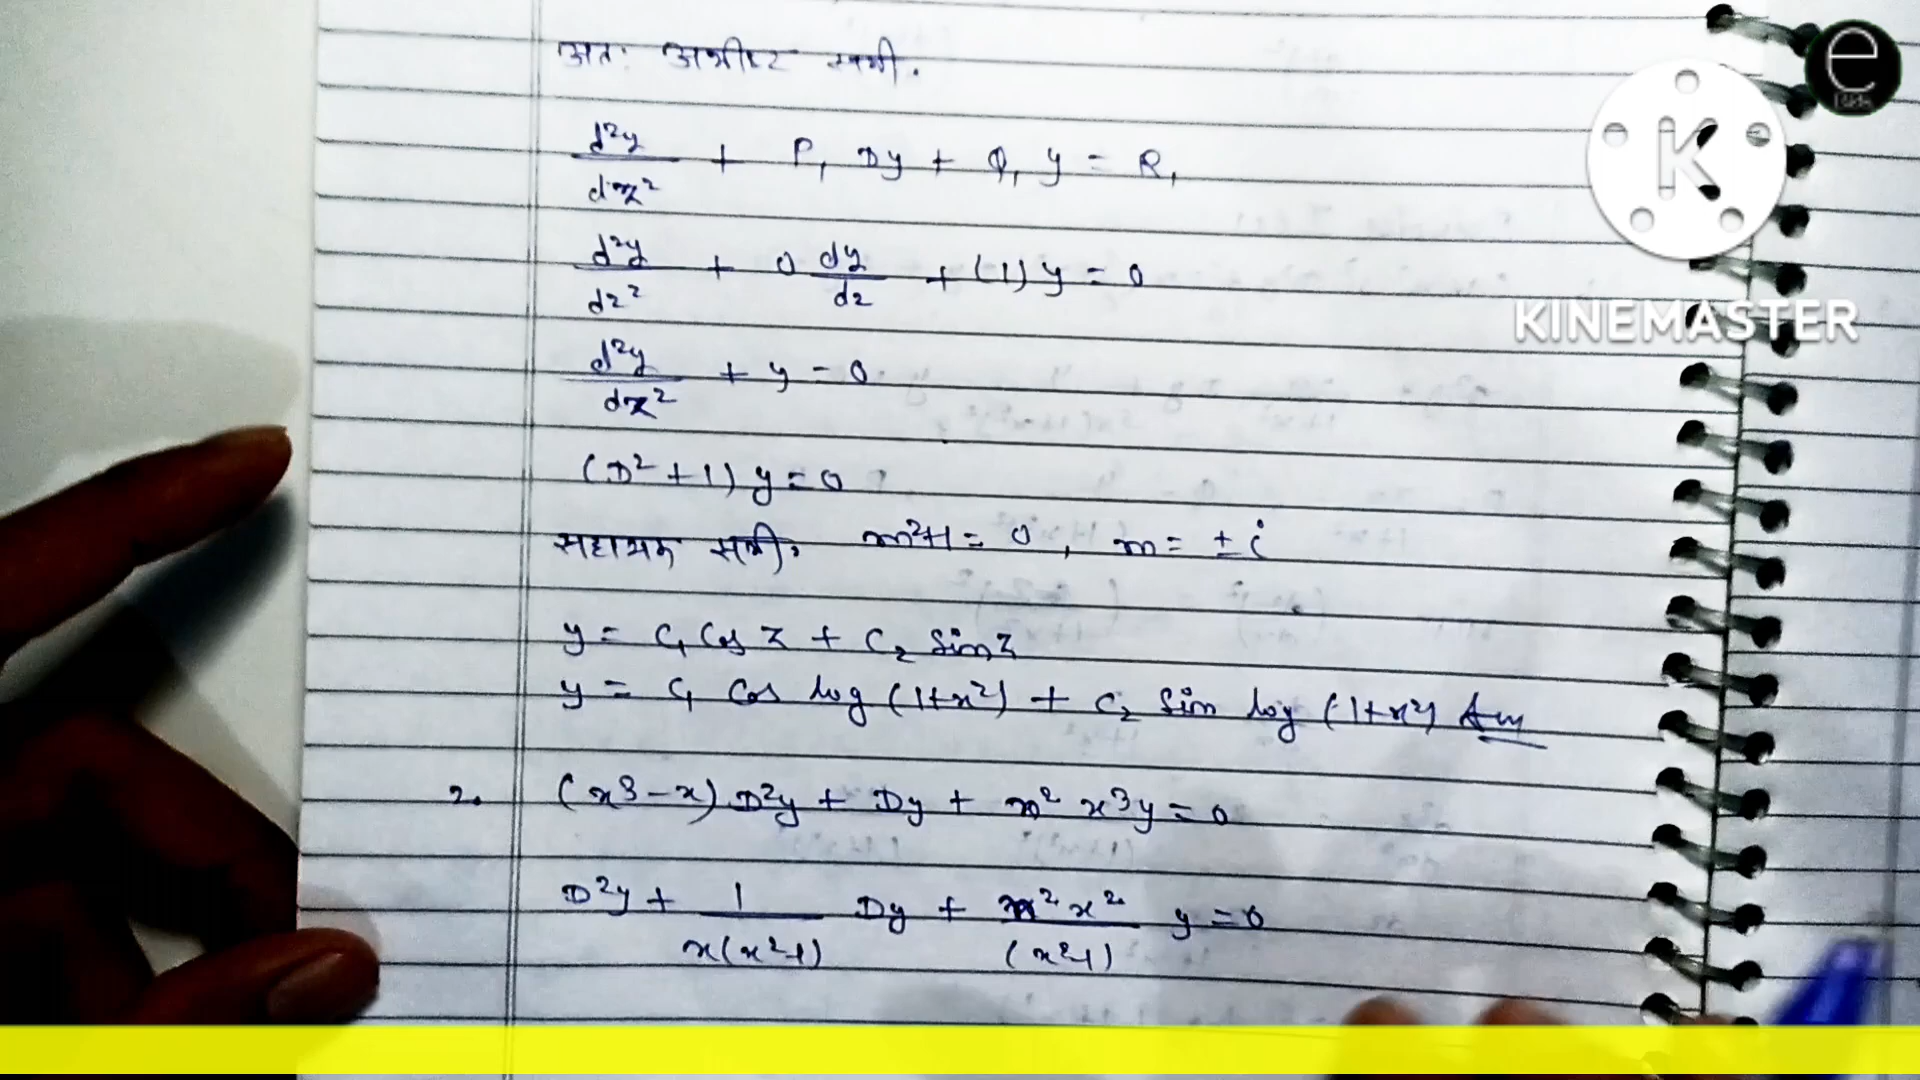 अतः अभीष्ट समी.
d²y/dz² + P₁ Dy + Q₁ y = R₁
d²y/dz² + 0 dy/dz + (1) y = 0
d²y/dz² + y = 0
(D² + 1) y = 0
सहायक समी. m²+1 = 0, m = ± i
y = C₁ Cos z + C₂ Sin z
y = C₁ Cos log (1+x²) + C₂ Sin log (1+x²) Ans
2. (x³ - x) D²y + Dy + n² x³ y = 0
D²y + 1/x(x²-1) Dy + n² x²/(x²-1) y = 0
e
K
KINEMASTER